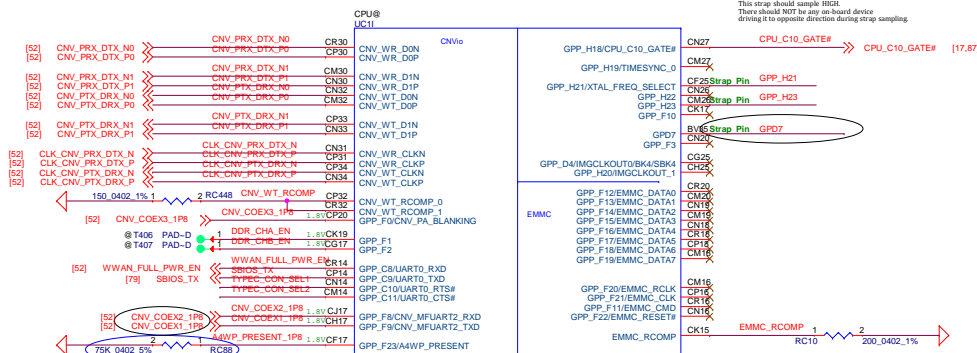 This strap should sample HIGH.
There should NOT be any on-board device
driving it to opposite direction during strap sampling.
CPU@
UC1I
CNVio
[52] CNV_PRX_DTX_N0 CNV_PRX_DTX_N0 CR30 CNV_WR_D0N
[52] CNV_PRX_DTX_P0 CNV_PRX_DTX_P0 CP30 CNV_WR_D0P
[52] CNV_PRX_DTX_N1 CNV_PRX_DTX_N1 CM30 CNV_WR_D1N
[52] CNV_PRX_DTX_P1 CNV_PRX_DTX_P1 CN30 CNV_WR_D1P
[52] CNV_PTX_DRX_N0 CNV_PTX_DRX_N0 CN32 CNV_WT_D0N
[52] CNV_PTX_DRX_P0 CNV_PTX_DRX_P0 CM32 CNV_WT_D0P
[52] CNV_PTX_DRX_N1 CNV_PTX_DRX_N1 CP33 CNV_WT_D1N
[52] CNV_PTX_DRX_P1 CNV_PTX_DRX_P1 CN33 CNV_WT_D1P
[52] CLK_CNV_PRX_DTX_N CLK_CNV_PRX_DTX_N CN31 CNV_WR_CLKN
[52] CLK_CNV_PRX_DTX_P CLK_CNV_PRX_DTX_P CP31 CNV_WR_CLKP
[52] CLK_CNV_PTX_DRX_N CLK_CNV_PTX_DRX_N CP34 CNV_WT_CLKN
[52] CLK_CNV_PTX_DRX_P CLK_CNV_PTX_DRX_P CN34 CNV_WT_CLKP
150_0402_1% 1 2 RC448 CNV_WT_RCOMP CP32 CNV_WT_RCOMP_0
CR32 CNV_WT_RCOMP_1
[52] CNV_COEX3_1P8 CNV_COEX3_1P8 1.8V CP20 GPP_F0/CNV_PA_BLANKING
@T406 PAD~D 1 DDR_CHA_EN 1.8V CK19 GPP_F1
@T407 PAD~D 1 DDR_CHB_EN 1.8V CG17 GPP_F2
[52] WWAN_FULL_PWR_EN WWAN_FULL_PWR_EN CR14 GPP_C8/UART0_RXD
[79] SBIOS_TX SBIOS_TX CP14 GPP_C9/UART0_TXD
TYPEC_CON_SEL1 CN14 GPP_C10/UART0_RTS#
TYPEC_CON_SEL2 CM14 GPP_C11/UART0_CTS#
[52] CNV_COEX2_1P8 CNV_COEX2_1P8 1.8V CJ17 GPP_F8/CNV_MFUART2_RXD
[52] CNV_COEX1_1P8 CNV_COEX1_1P8 1.8V CH17 GPP_F9/CNV_MFUART2_TXD
75K_0402_5% 2 1 RC88 A4WP_PRESENT_1P8 1.8V CF17 GPP_F23/A4WP_PRESENT
GPP_H18/CPU_C10_GATE# CN27 CPU_C10_GATE# CPU_C10_GATE# [17,87
GPP_H19/TIMESYNC_0 CM27
GPP_H21/XTAL_FREQ_SELECT CF25 Strap Pin GPP_H21
GPP_H22 CN26
GPP_H23 CM26 Strap Pin GPP_H23
GPP_F10 CK17
GPD7 BV35 Strap Pin GPD7
GPP_F3 CN20
GPP_D4/IMGCLKOUT0/BK4/SBK4 CG25
GPP_H20/IMGCLKOUT_1 CH25
EMMC
GPP_F12/EMMC_DATA0 CR20
GPP_F13/EMMC_DATA1 CM20
GPP_F14/EMMC_DATA2 CN19
GPP_F15/EMMC_DATA3 CM19
GPP_F16/EMMC_DATA4 CN18
GPP_F17/EMMC_DATA5 CR18
GPP_F18/EMMC_DATA6 CP18
GPP_F19/EMMC_DATA7 CM18
GPP_F20/EMMC_RCLK CM16
GPP_F21/EMMC_CLK CP16
GPP_F11/EMMC_CMD CR16
GPP_F22/EMMC_RESET# CN16
EMMC_RCOMP CK15 EMMC_RCOMP RC10 1 2 200_0402_1%